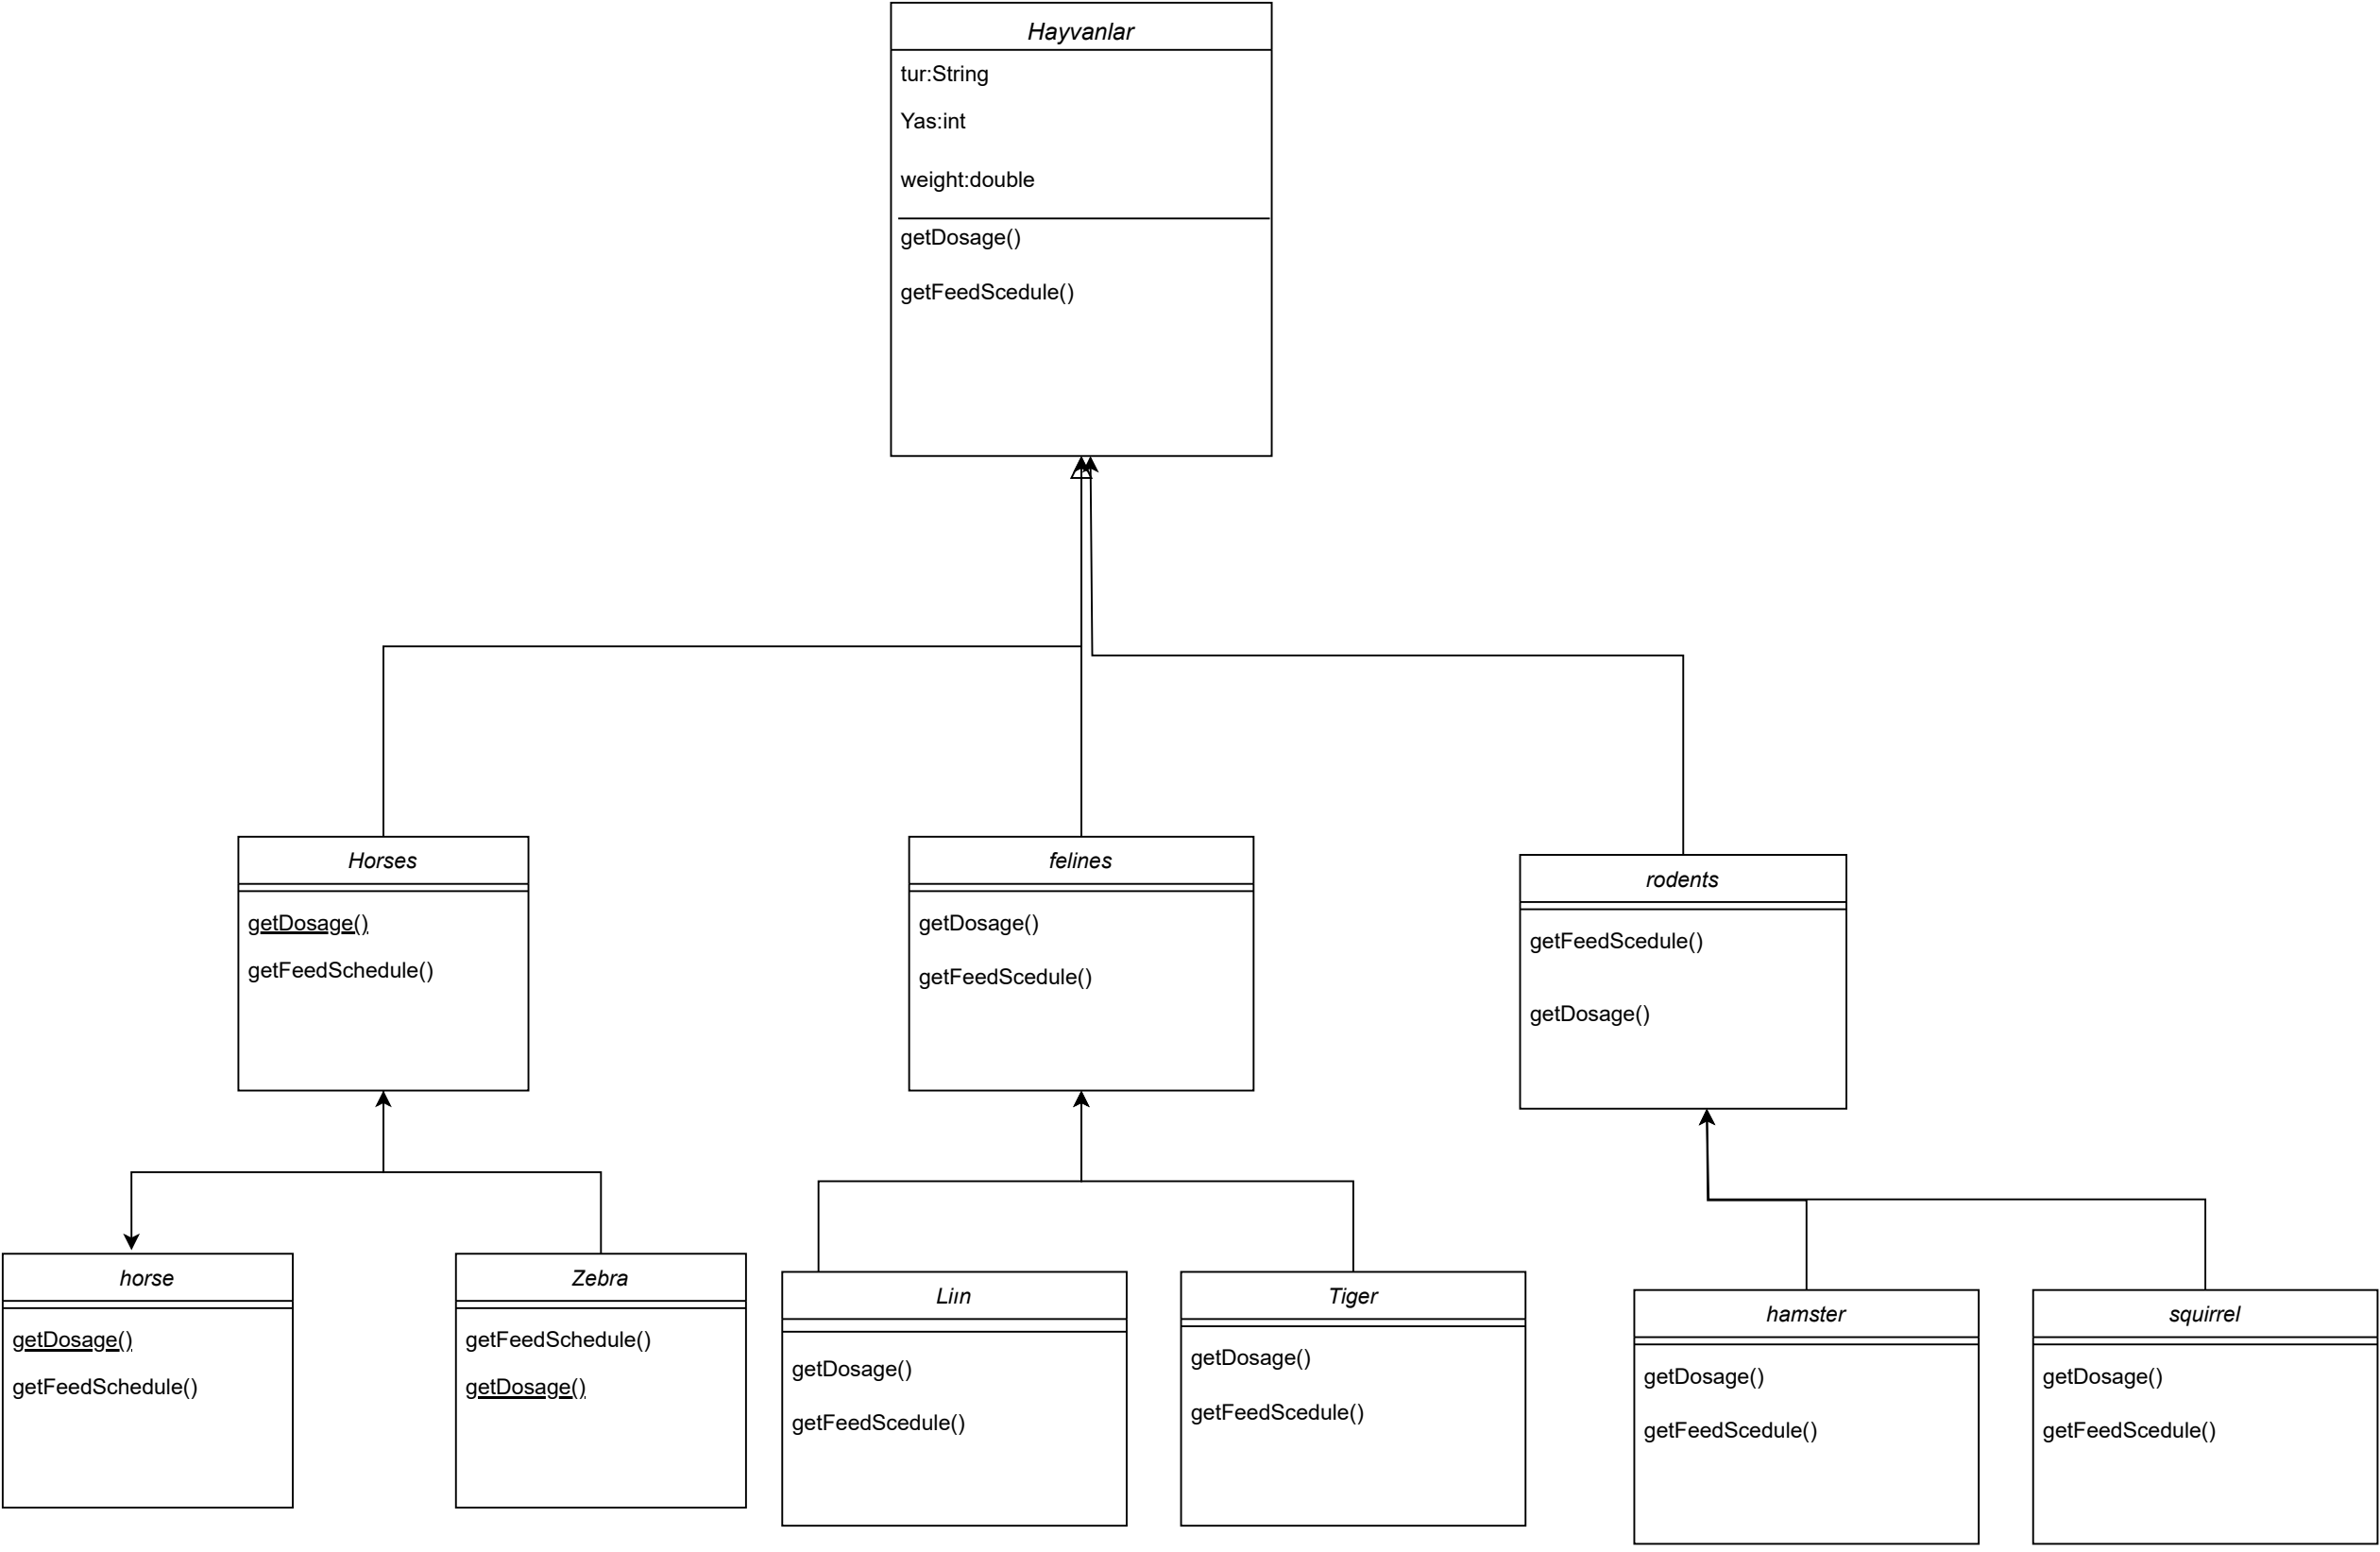 Hayvanlar
tur:String
Yas:int
weight:double
getDosage()
getFeedScedule()
Horses
getDosage()
getFeedSchedule()
felines
getDosage()
getFeedScedule()
rodents
getFeedScedule()
getDosage()
horse
getDosage()
getFeedSchedule()
Zebra
getFeedSchedule()
getDosage()
Liın
getDosage()
getFeedScedule()
Tiger
getDosage()
getFeedScedule()
hamster
getDosage()
getFeedScedule()
squirrel
getDosage()
getFeedScedule()